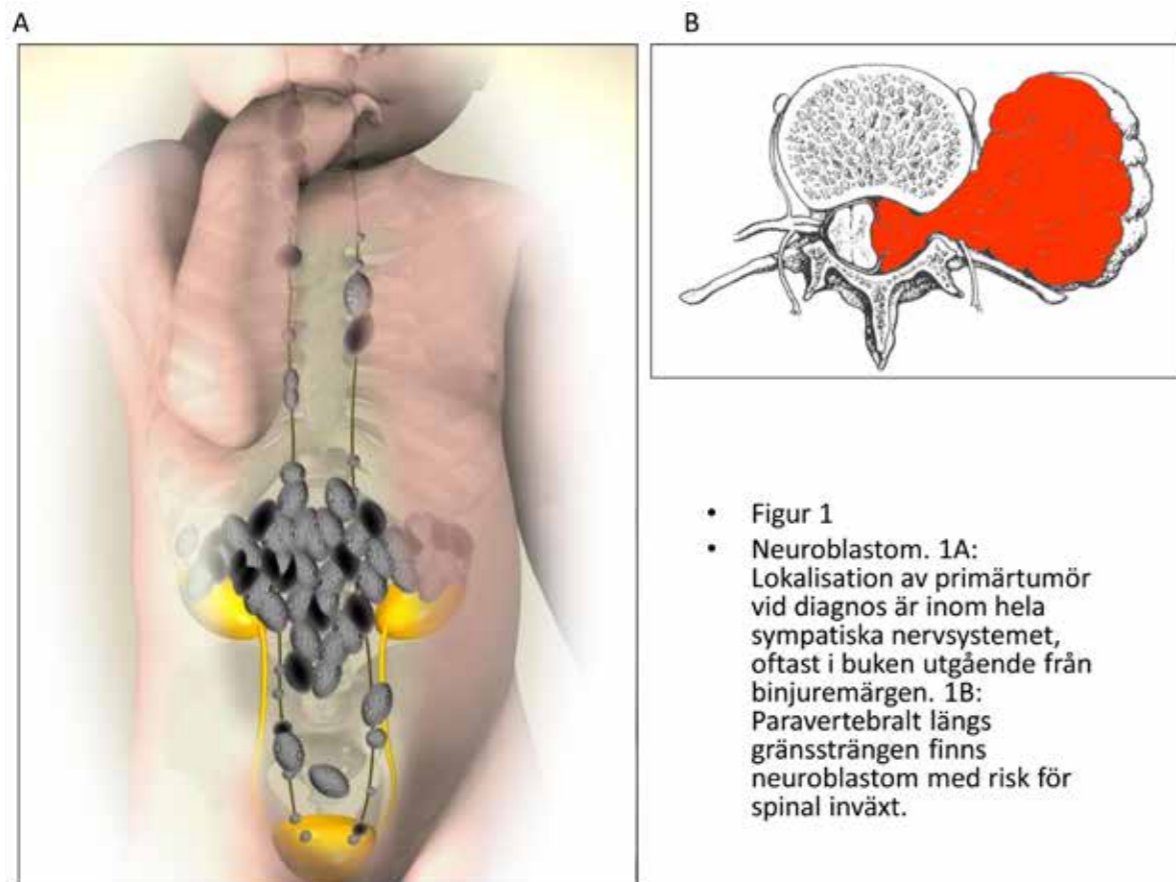 A
B
• Figur 1
• Neuroblastom. 1A:
Lokalisation av primärtumör
vid diagnos är inom hela
sympatiska nervsystemet,
oftast i buken utgående från
binjuremärgen. 1B:
Paravertebralt längs
gränssträngen finns
neuroblastom med risk för
spinal inväxt.